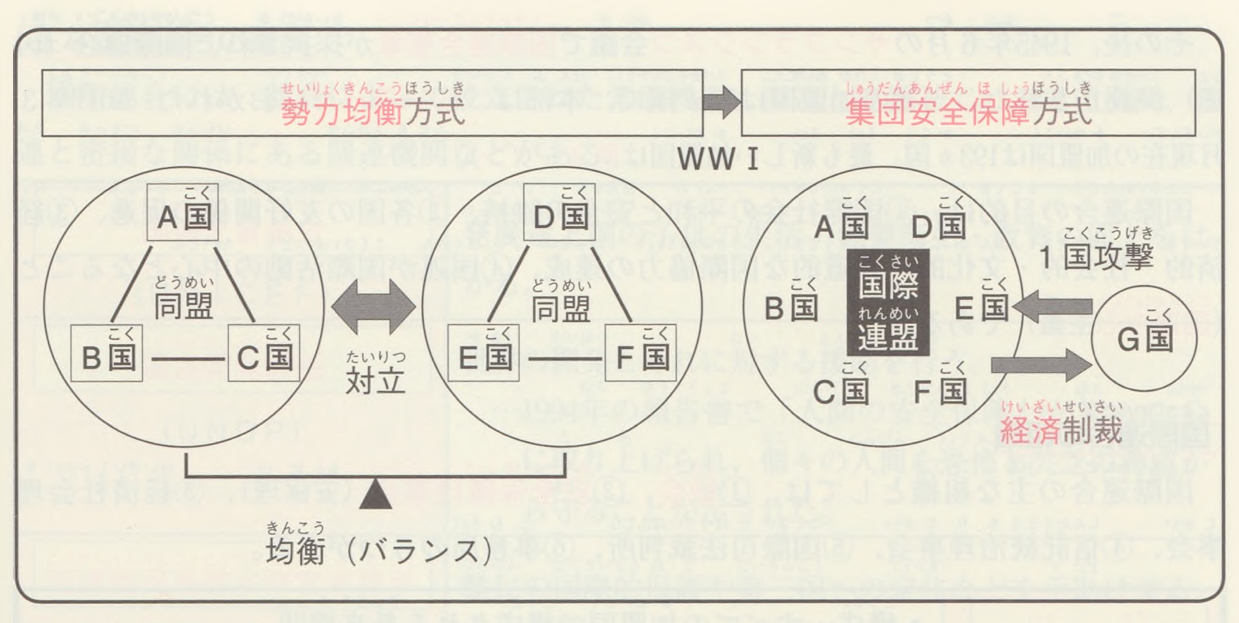 勢力均衡方式
せいりょくきんこうほうしき
集団安全保障方式
しゅうだんあんぜんほしょうほうしき
WWⅠ
A国
こく
同盟
どうめい
B国
こく
C国
こく
対立
たいりつ
D国
こく
同盟
どうめい
E国
こく
F国
こく
均衡（バランス）
きんこう
A国
こく
D国
こく
B国
こく
国際
こくさい
連盟
れんめい
E国
こく
C国
こく
F国
こく
1国攻撃
こくこうげき
G国
こく
経済制裁
けいざいせいさい